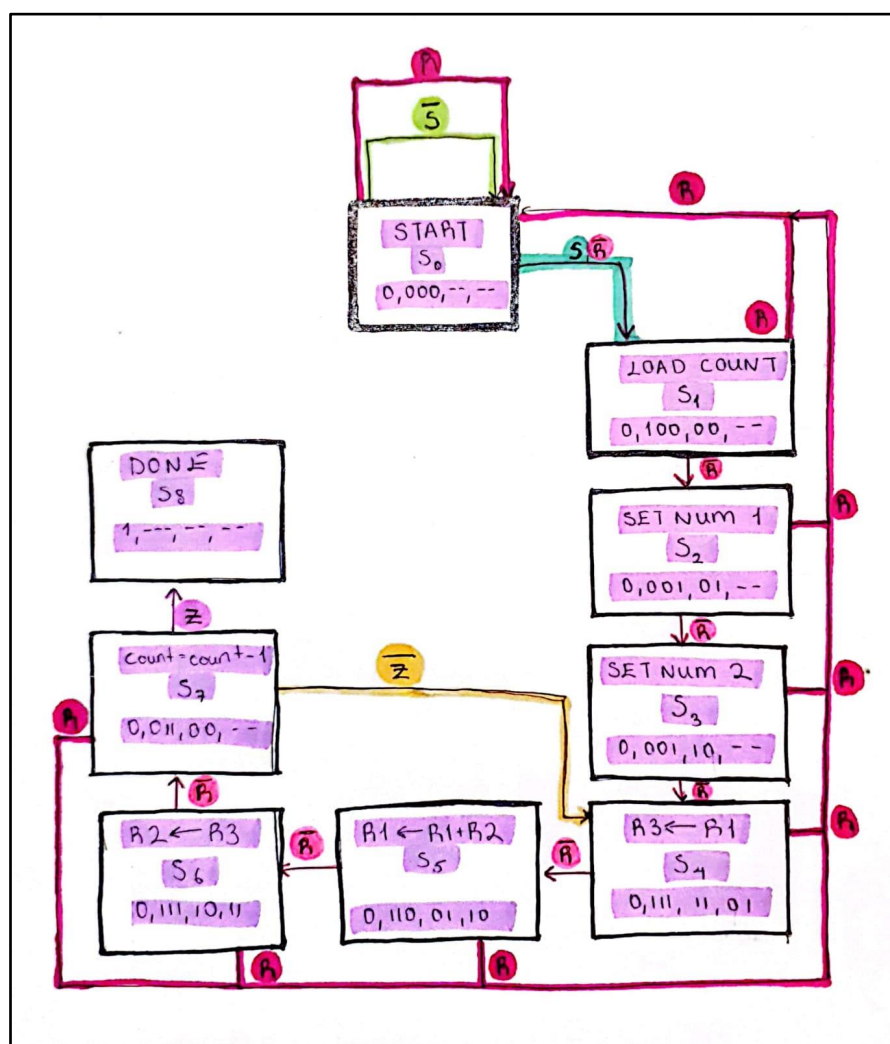 R
S̅
R
START
S₀
0,000,--,--
S R̅
R
LOAD COUNT
S₁
0,100,00,--
R̅
DONE
S₈
1,---,--,--
SET NUM 1
S₂
0,001,01,--
R
Z
R̅
Z̅
count=count-1
S₇
0,011,00,--
SET NUM 2
S₃
0,001,10,--
R
R
R̅
R̅
R2 ← R3
S₆
0,111,10,11
R̅
R1 ← R1+R2
S₅
0,110,01,10
R̅
R3 ← R1
S₄
0,111,11,01
R
R
R